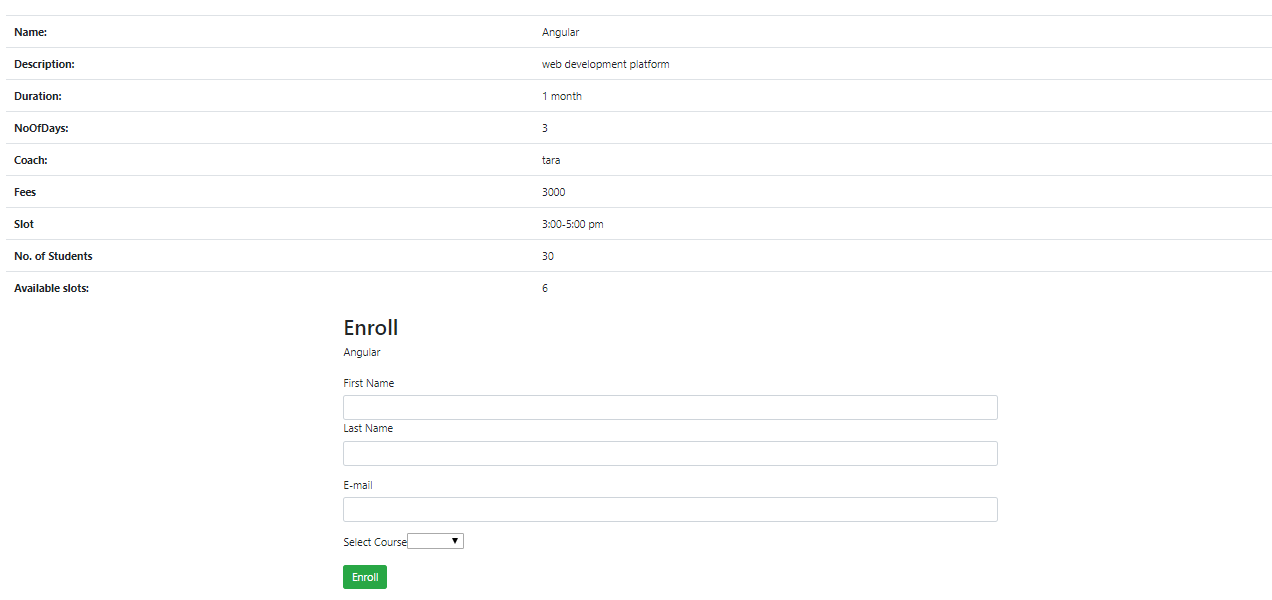 Name: Angular
Description: web development platform
Duration: 1 month
NoOfDays: 3
Coach: tara
Fees 3000
Slot 3:00-5:00 pm
No. of Students 30
Available slots: 6
Enroll
Angular
First Name
Last Name
E-mail
Select Course
Enroll